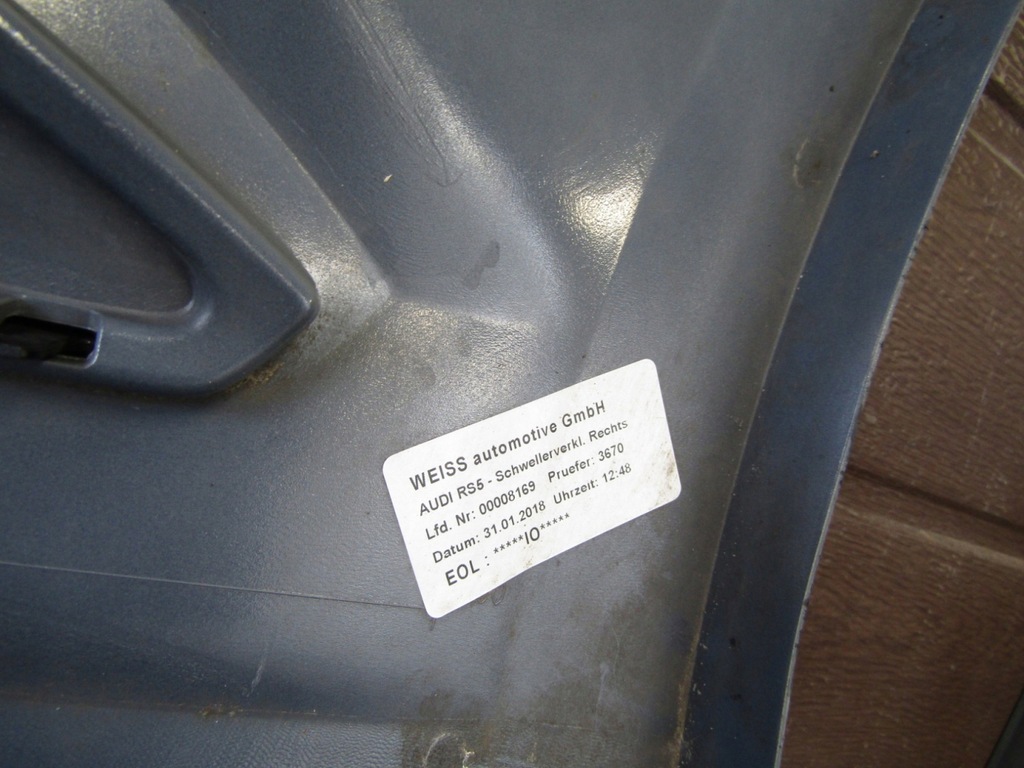 WEISS automotive GmbH
AUDI RS5 - Schwellerverkl. Rechts
Lfd. Nr: 00008169 Pruefer: 3670
Datum: 31.01.2018 Uhrzeit: 12:48
EOL : *****IO*****